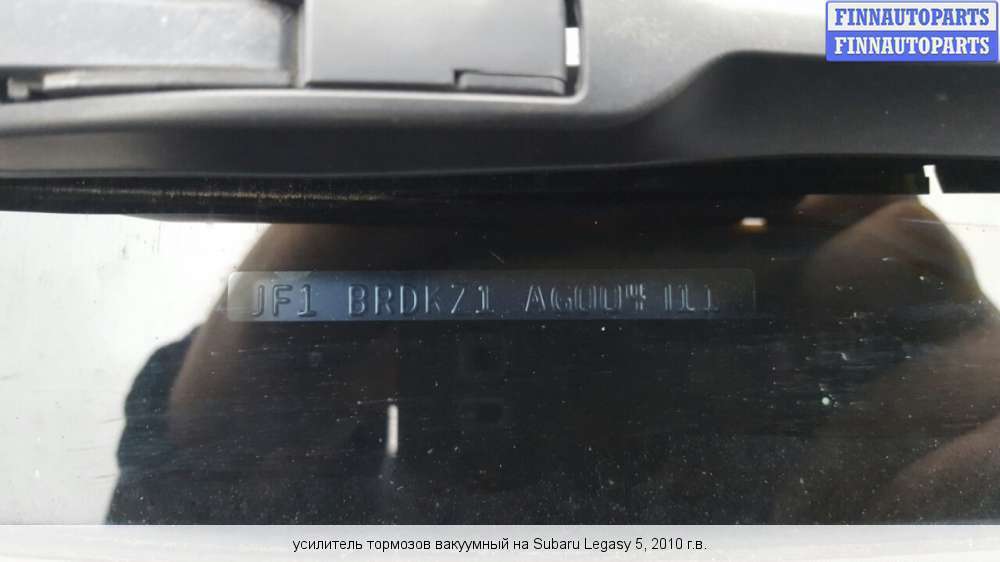 FINNAUTOPARTS
FINNAUTOPARTS
JF1 BRDKZ1
усилитель тормозов вакуумный на Subaru Legasy 5, 2010 г.в.